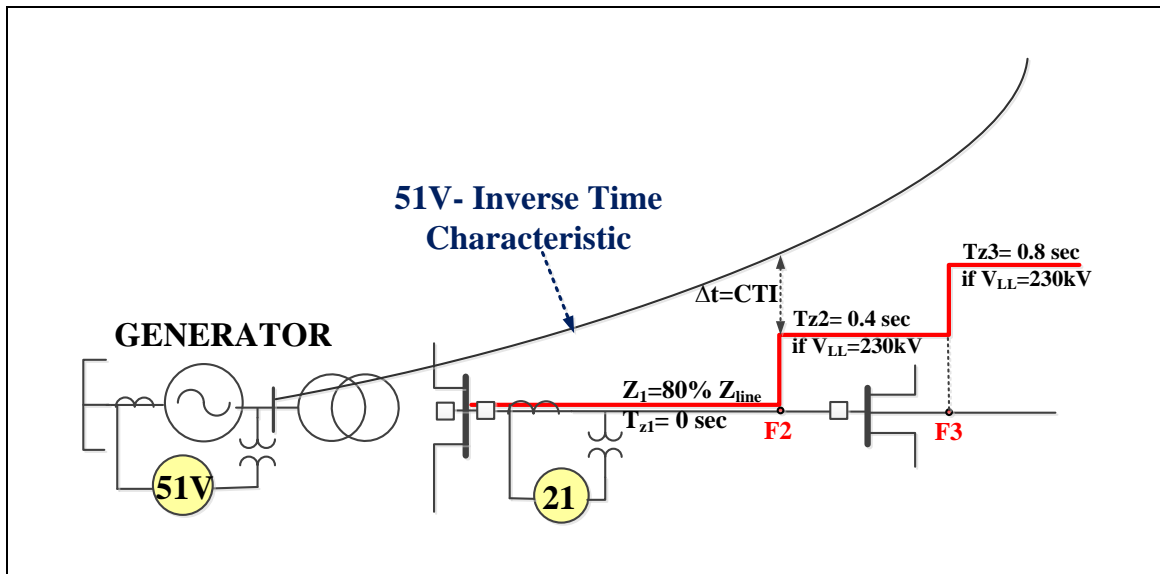 51V- Inverse Time
Characteristic
Tz3= 0.8 sec
if VLL=230kV
Δt=CTI
Tz2= 0.4 sec
if VLL=230kV
GENERATOR
Z1=80% Zline
Tz1= 0 sec
F2
F3
51V
21